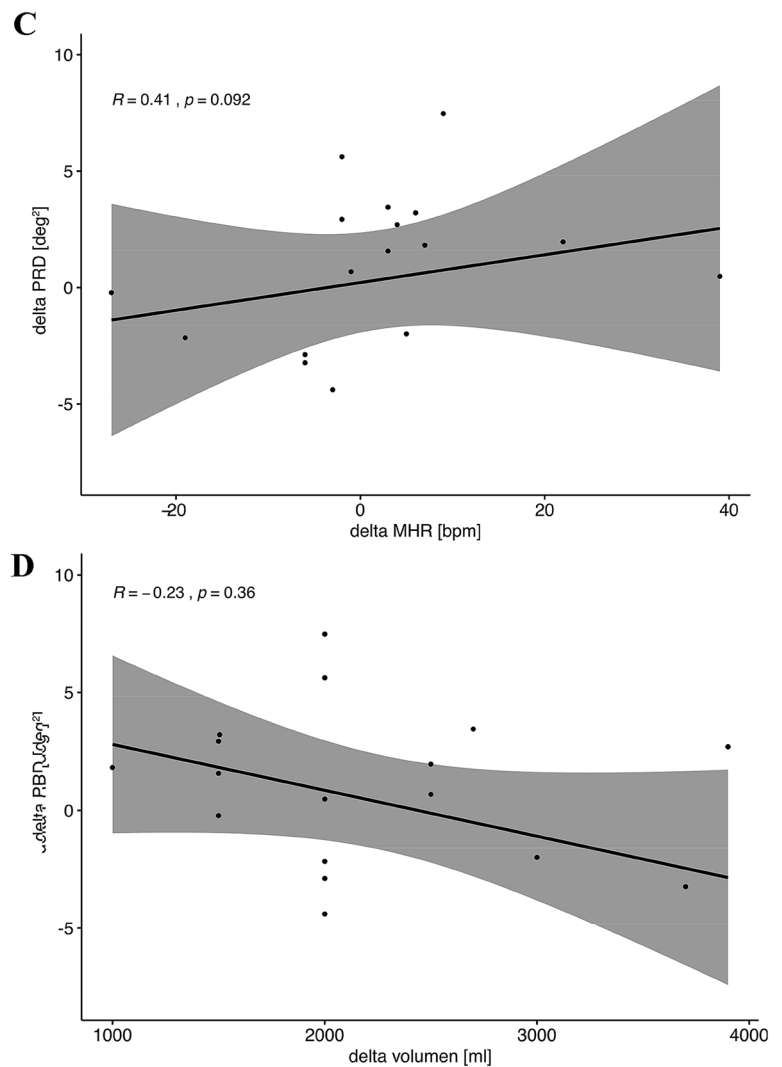 C
10
R = 0.41 , p = 0.092
5
delta PRD [deg²]
0
-5
-20
0
20
40
delta MHR [bpm]
D
10
R = −0.23 , p = 0.36
5
0
-5
1000
2000
3000
4000
delta volumen [ml]